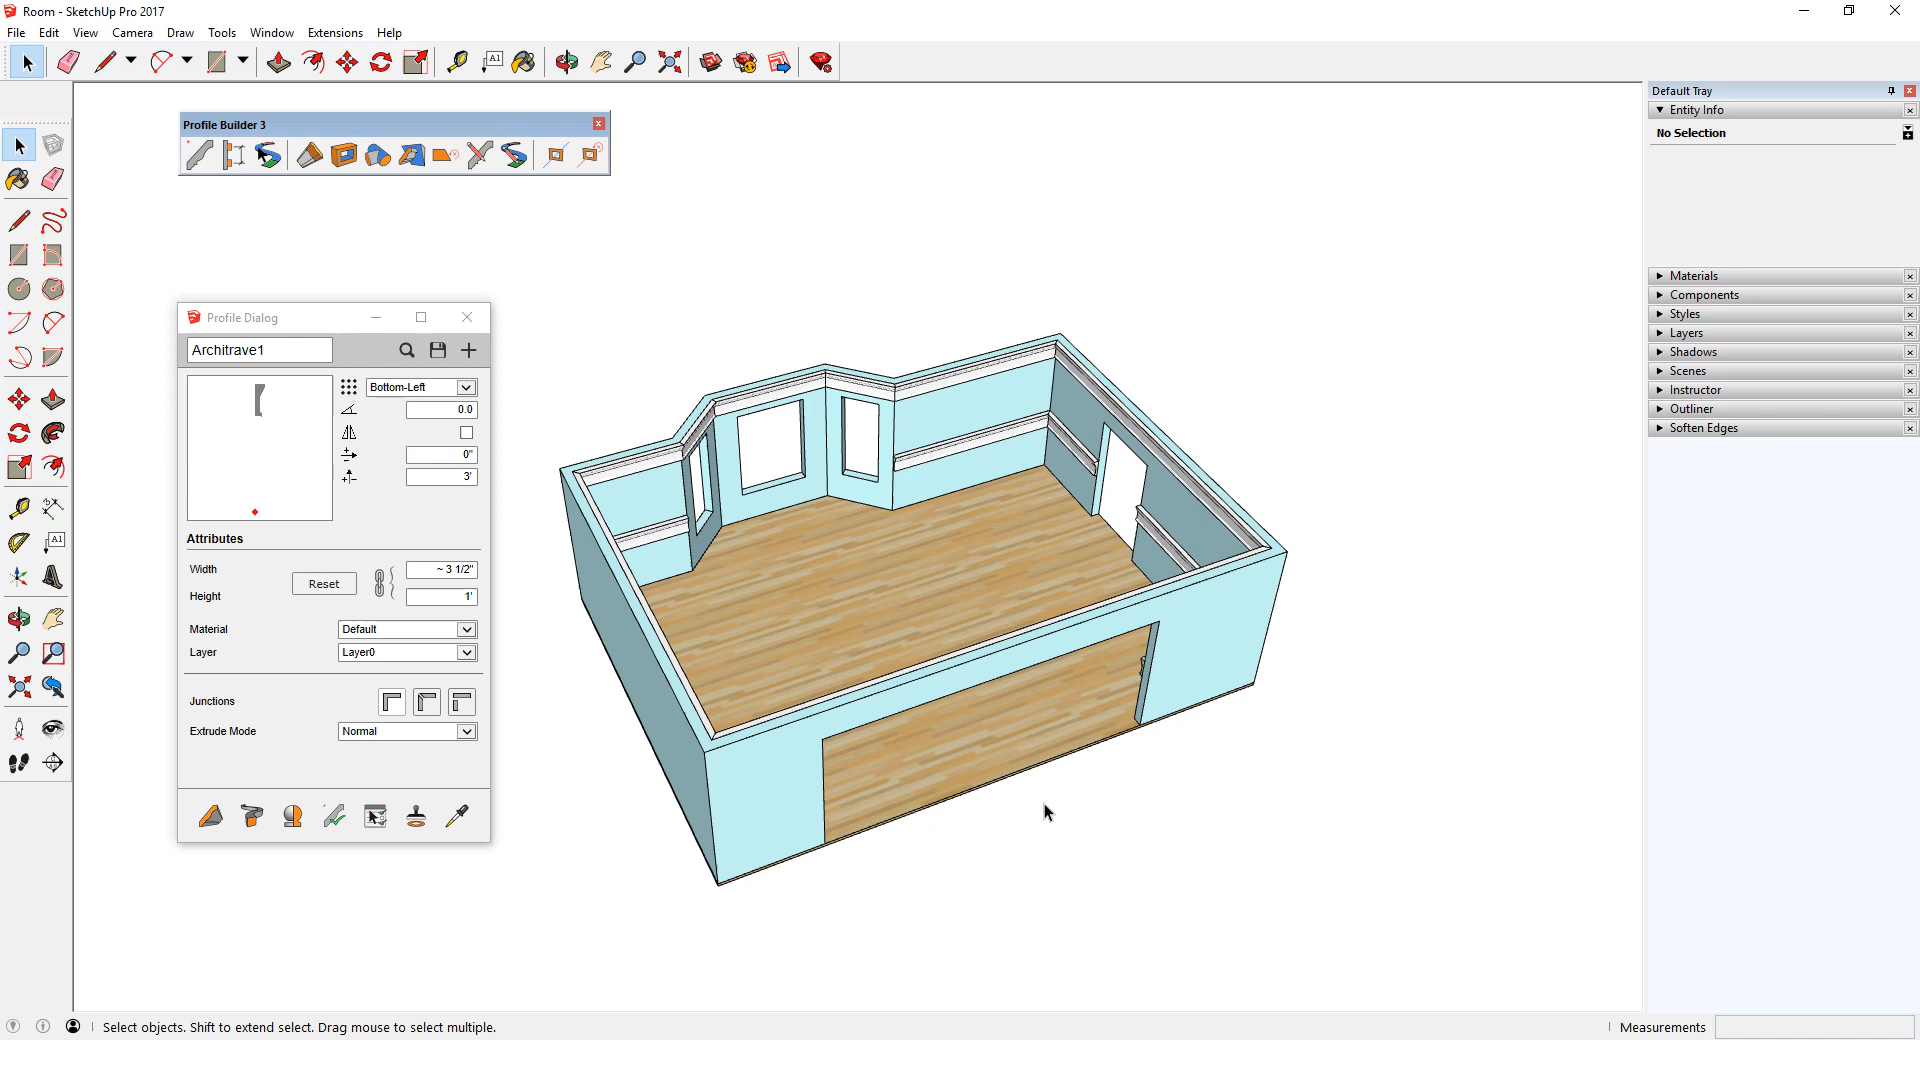 Room - SketchUp Pro 2017
File Edit View Camera Draw Tools Window Extensions Help
A1
Default Tray
Entity Info
No Selection
Profile Builder 3
Materials
Components
Styles
Layers
Shadows
Scenes
Instructor
Outliner
Soften Edges
Profile Dialog
Architrave1
Bottom-Left
0.0
0"
3'
Attributes
Width ~ 3 1/2"
Reset
Height 1'
Material Default
Layer Layer0
Junctions
Extrude Mode Normal
A1
Select objects. Shift to extend select. Drag mouse to select multiple.
Measurements